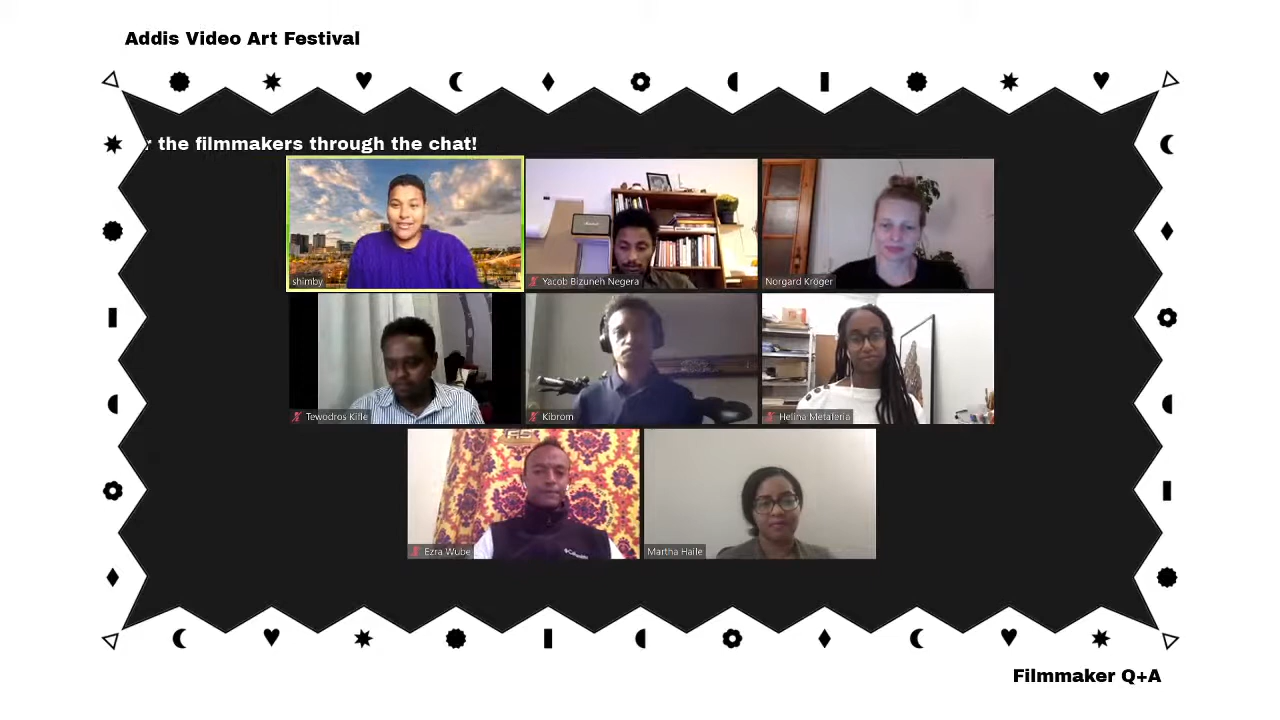 Addis Video Art Festival
r the filmmakers through the chat!
shimby
Yacob Bizuneh Negera
Norgard Kröger
Tewodros Kifle
Kibrom
Helina Metaferia
Ezra Wube
Martha Haile
Filmmaker Q+A